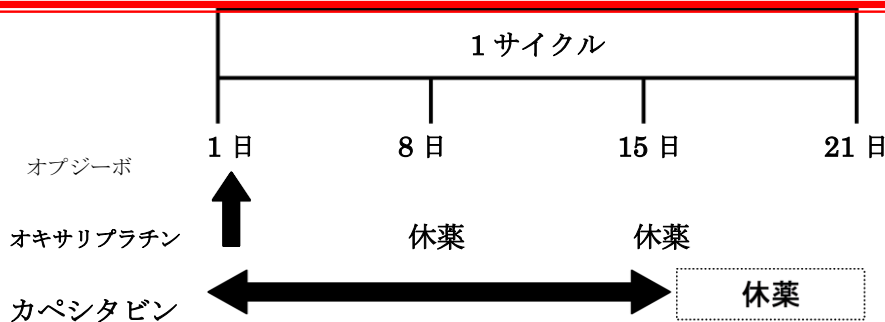 1サイクル
1日 8日 15日 21日
オプジーボ
オキサリプラチン 休薬 休薬
カペシタビン 休薬